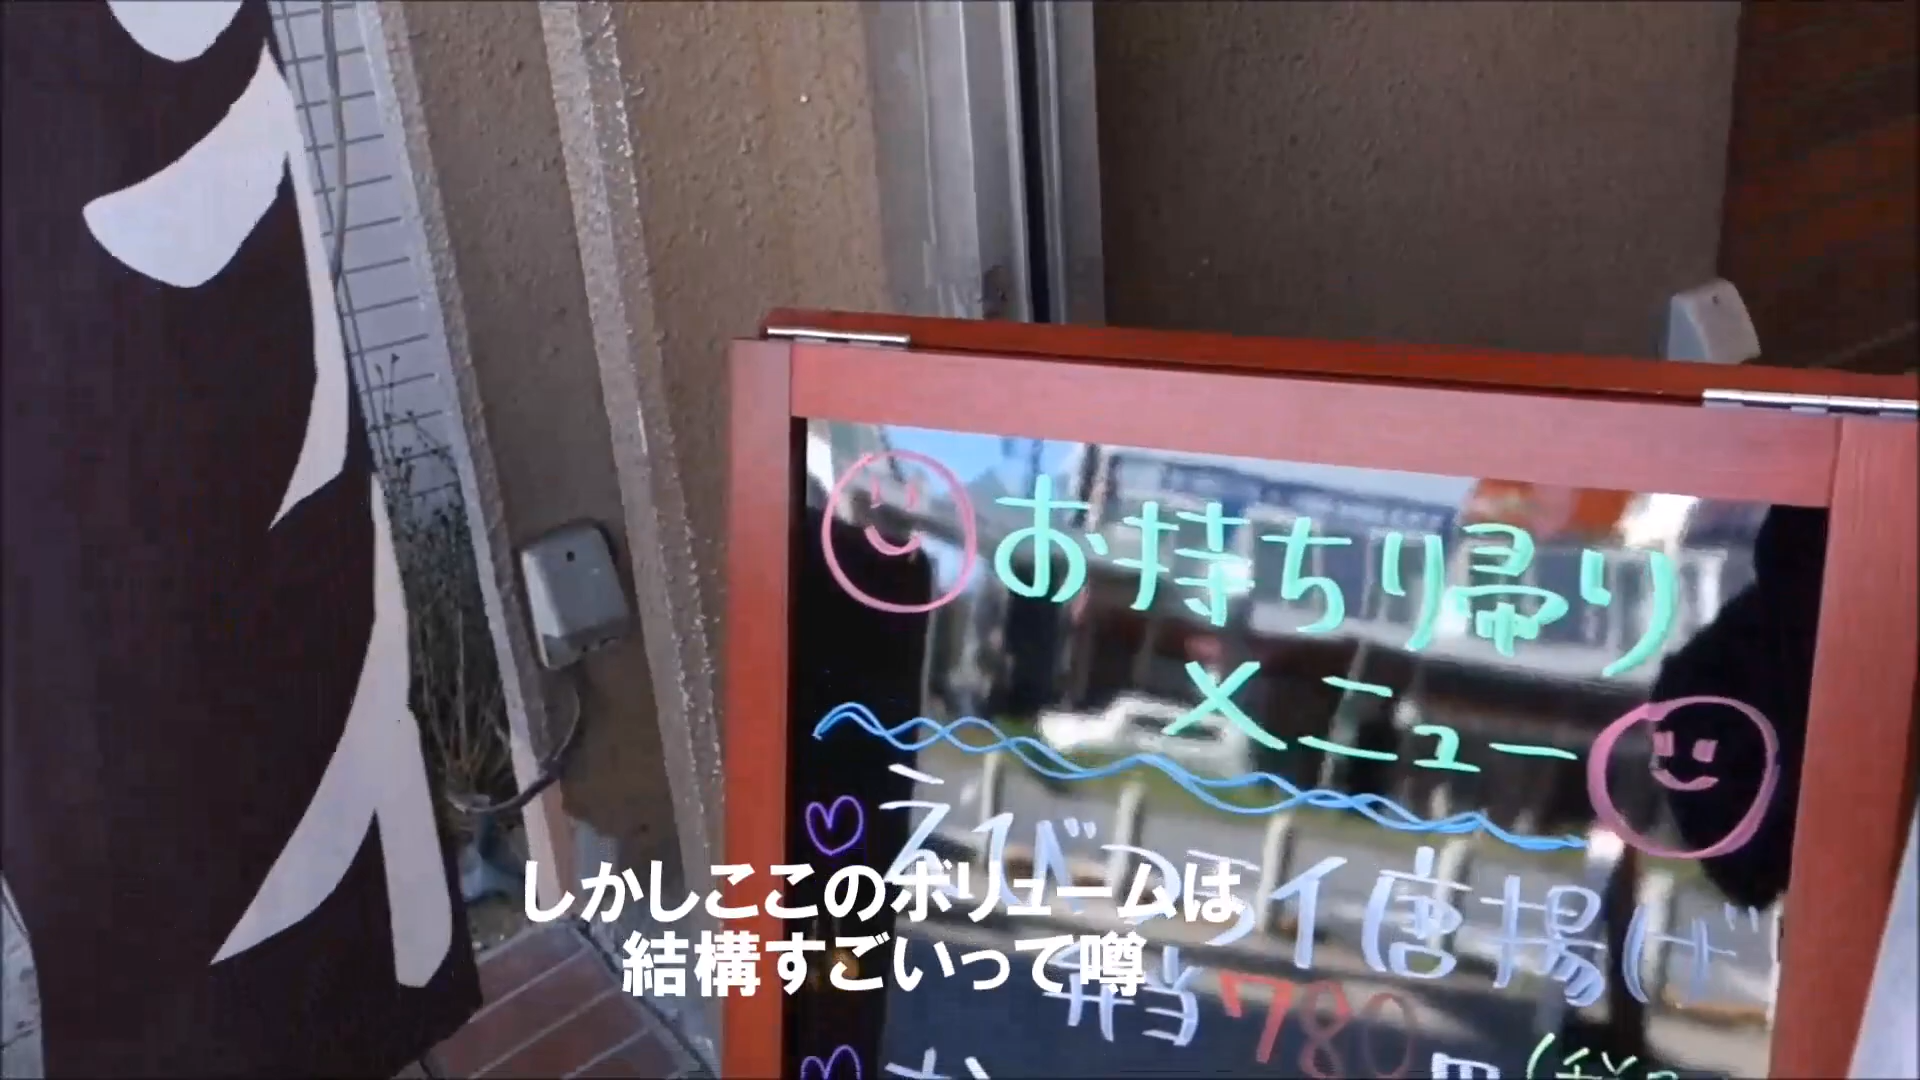 お持ち帰り
メニュー
えびフライ唐揚げ
弁当780円
しかしここのボリュームは
結構すごいって噂